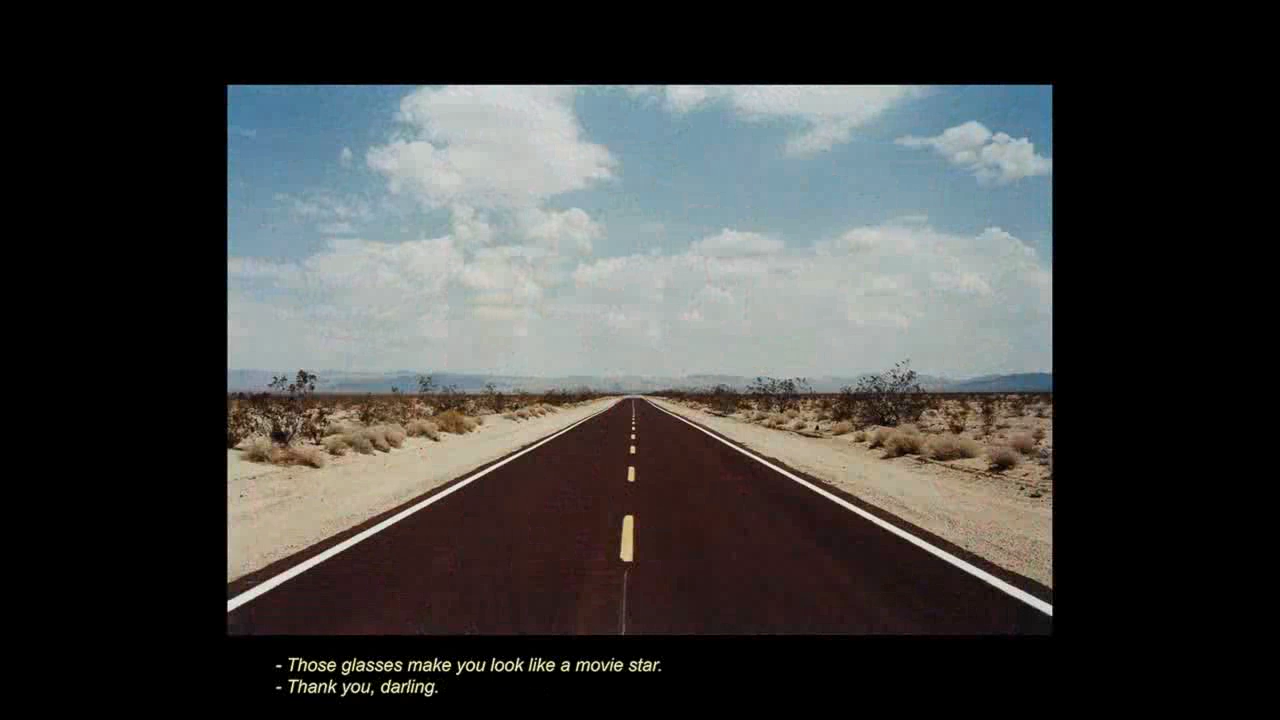 - Those glasses make you look like a movie star.
- Thank you, darling.